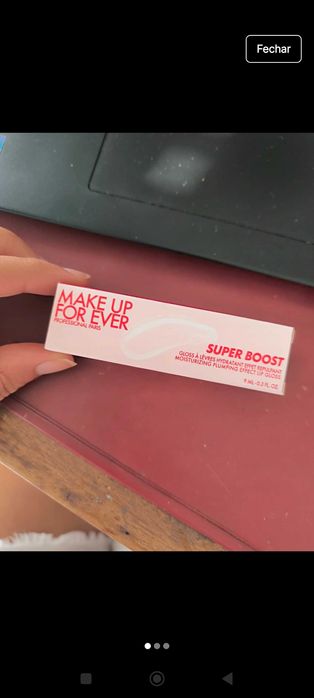 Fechar
MAKE UP
FOR EVER
PROFESSIONAL PARIS
SUPER BOOST
GLOSS À LÈVRES HYDRATANT EFFET REPULPANT
MOISTURIZING PLUMPING EFFECT LIP GLOSS
9 ML - 0.3 FL. OZ.